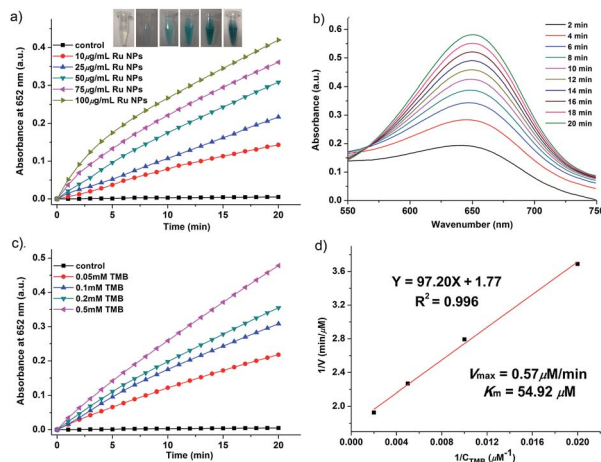 a)
control
10µg/mL Ru NPs
25µg/mL Ru NPs
50µg/mL Ru NPs
75µg/mL Ru NPs
100µg/mL Ru NPs
Absorbance at 652 nm (a.u.)
0.4
0.3
0.2
0.1
0.0
0
5
10
15
20
Time (min)
b)
2 min
4 min
6 min
8 min
10 min
12 min
14 min
16 min
18 min
20 min
Absorbance (a.u.)
0.6
0.5
0.4
0.3
0.2
0.1
0.0
550
600
650
700
750
Wavenumber (nm)
c).
control
0.05mM TMB
0.1mM TMB
0.2mM TMB
0.5mM TMB
Absorbance at 652 nm (a.u.)
0.5
0.4
0.3
0.2
0.1
0.0
0
5
10
15
20
Time (min)
d)
Y = 97.20X + 1.77
R² = 0.996
Vmax = 0.57µM/min
Km = 54.92 µM
1/V (min/µM)
3.6
3.2
2.8
2.4
2.0
0.000
0.004
0.008
0.012
0.016
0.020
1/CTMB (µM⁻¹)